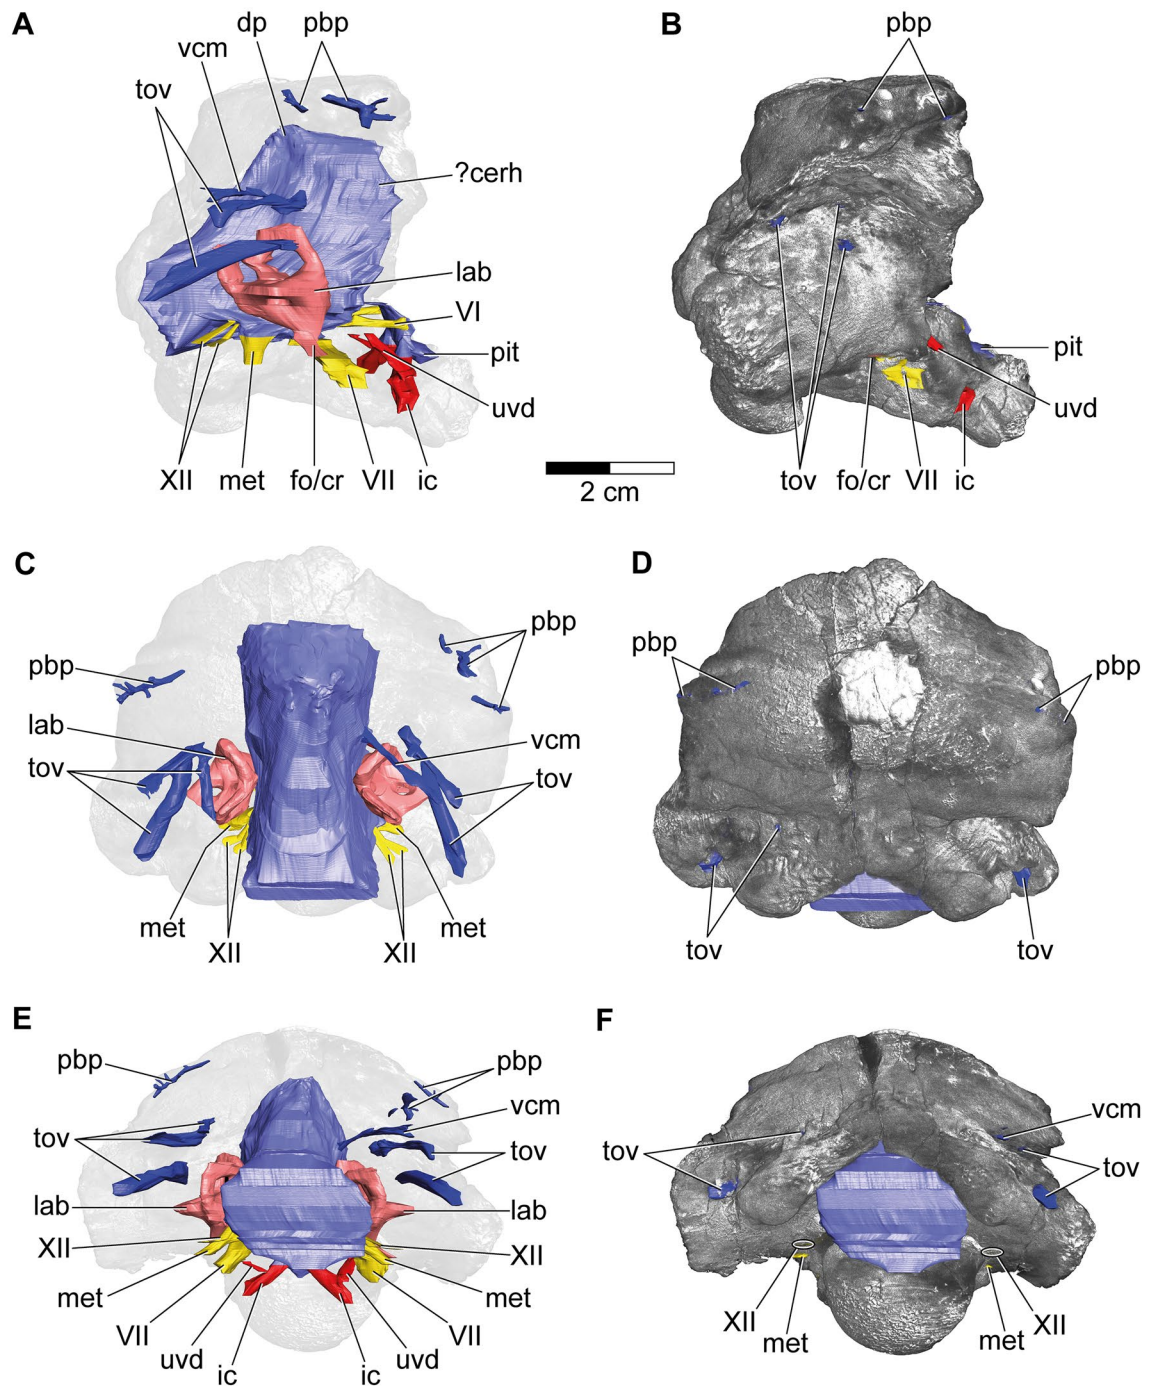 A
dp
pbp
vcm
tov
?cerh
lab
VI
pit
uvd
XII
met
fo/cr
VII
ic
2 cm
B
pbp
pit
uvd
tov
fo/cr
VII
ic
C
pbp
pbp
lab
tov
vcm
tov
met
XII
XII
met
D
pbp
pbp
tov
tov
E
pbp
pbp
vcm
tov
tov
lab
lab
XII
XII
met
met
VII
VII
uvd
uvd
ic
ic
F
vcm
tov
tov
XII
met
met
XII